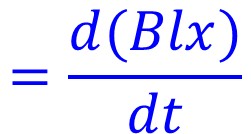 = d(Blx)
dt